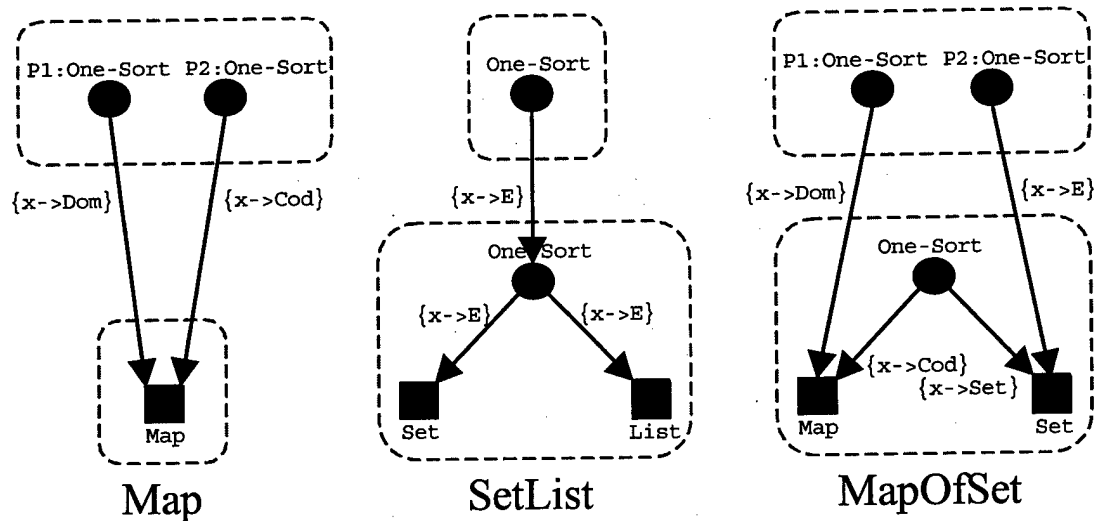 P1:One-Sort P2:One-Sort
{x->Dom} {x->Cod}
Map
Map
One-Sort
{x->E}
One-Sort
{x->E} {x->E}
Set List
SetList
P1:One-Sort P2:One-Sort
{x->Dom} {x->E}
One-Sort
{x->Cod}
{x->Set}
Map Set
MapOfSet